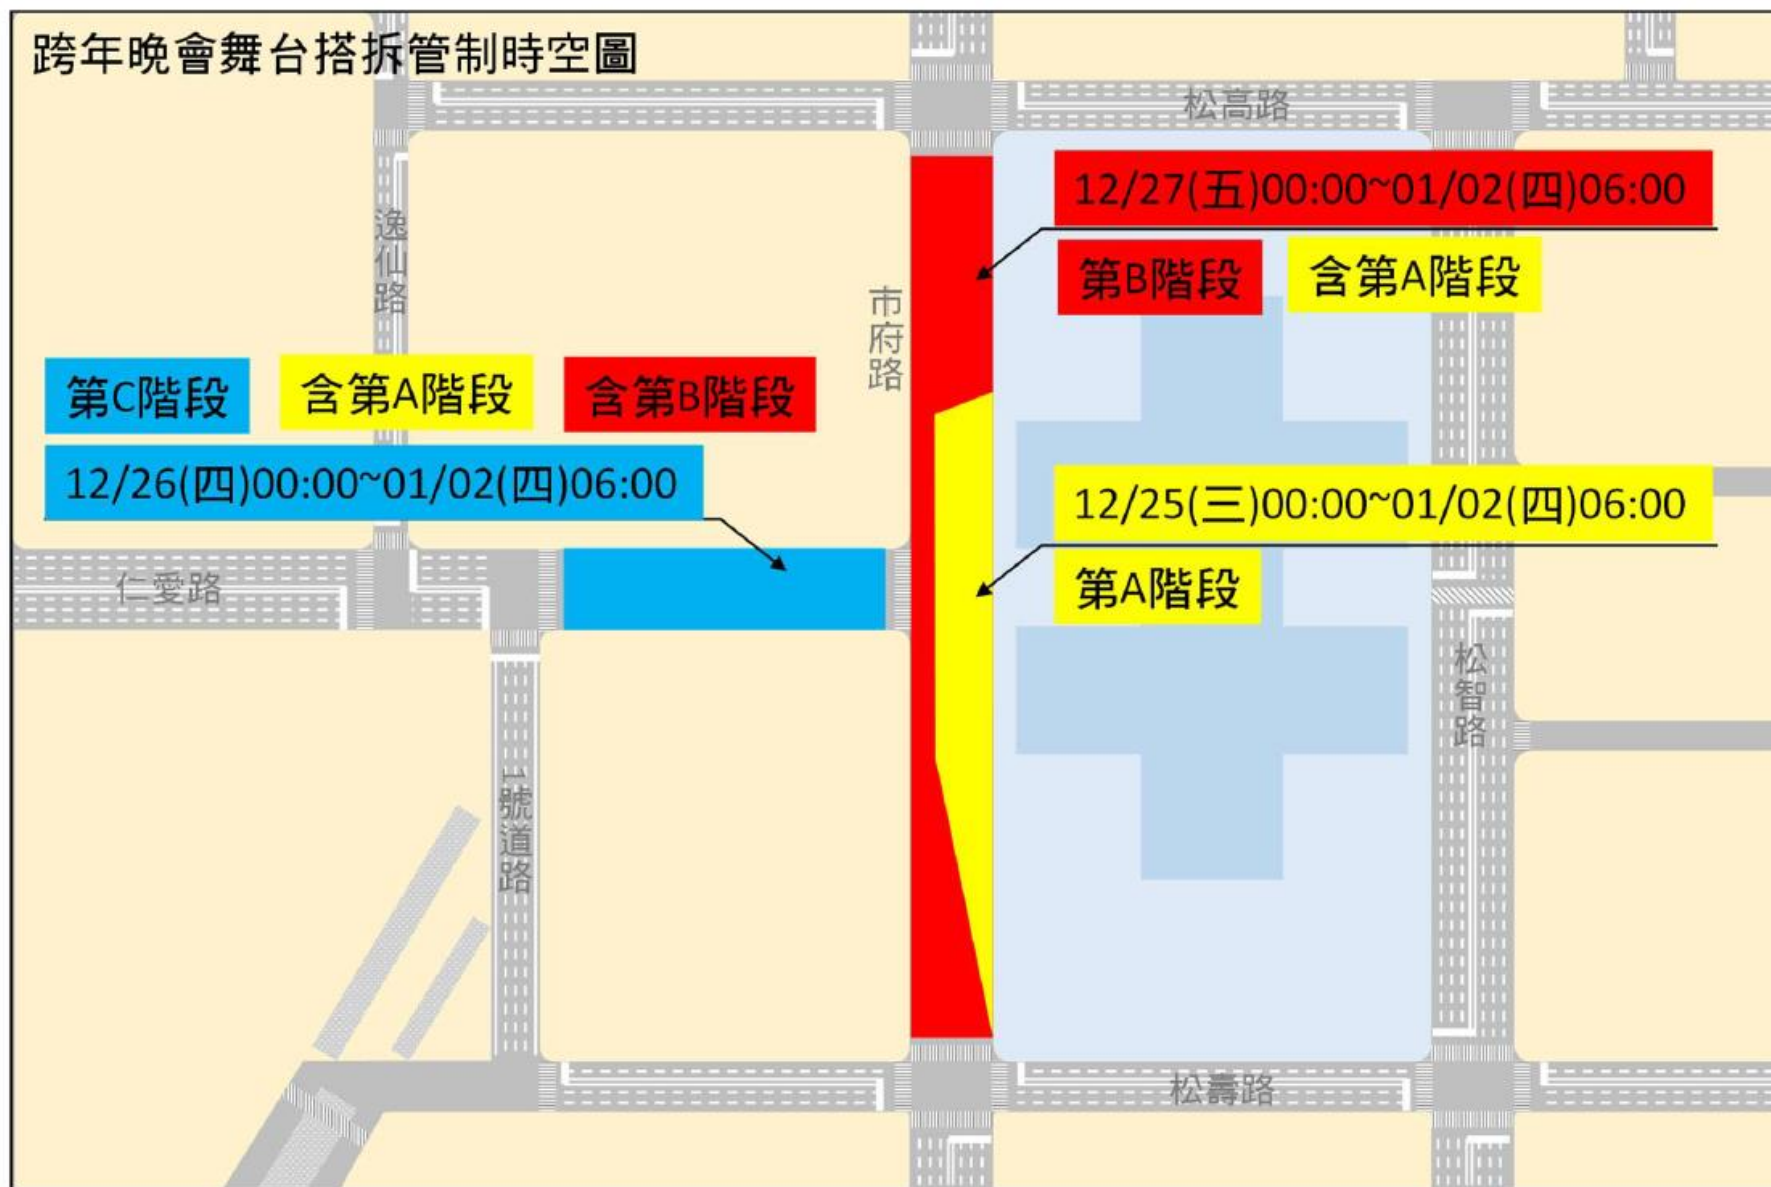 跨年晚會舞台搭拆管制時空圖
松高路
12/27(五)00:00~01/02(四)06:00
第B階段 含第A階段
逸仙路
市府路
第C階段 含第A階段 含第B階段
12/26(四)00:00~01/02(四)06:00
12/25(三)00:00~01/02(四)06:00
第A階段
仁愛路
松智路
1號道路
松壽路